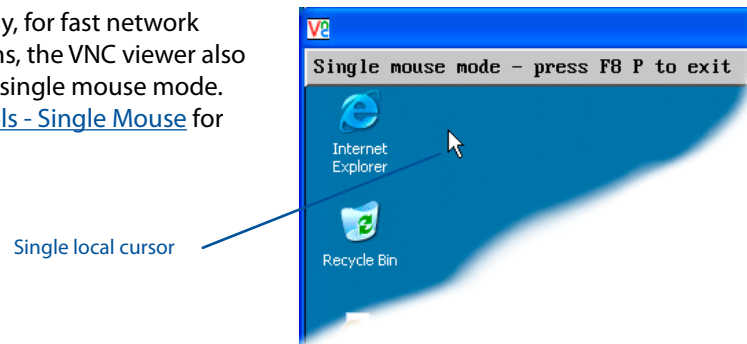 y, for fast network
ns, the VNC viewer also
single mouse mode.
ls - Single Mouse for
Single local cursor
V2
Single mouse mode - press F8 P to exit
Internet
Explorer
Recycle Bin